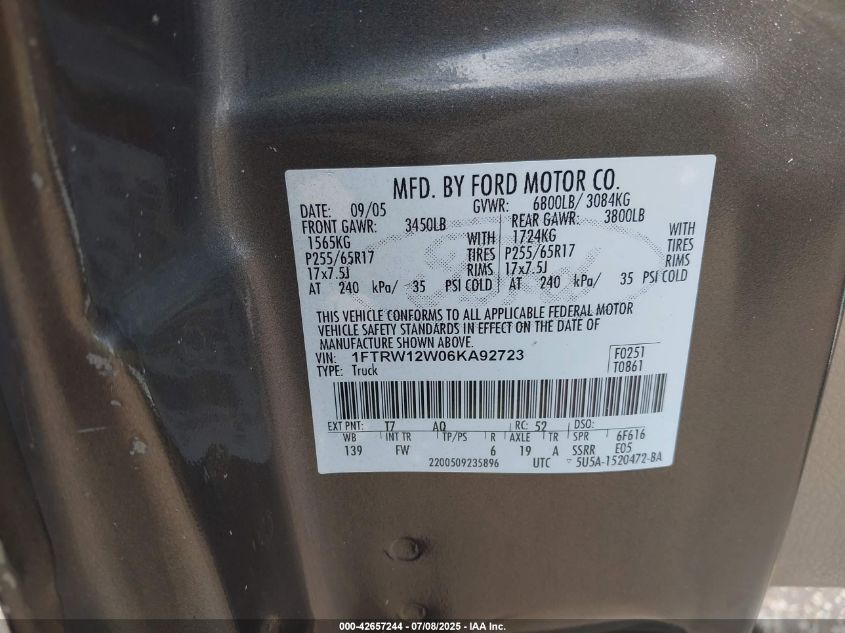 MFD. BY FORD MOTOR CO.
DATE: 09/05 GVWR: 6800LB/ 3084KG
FRONT GAWR: 3450LB REAR GAWR: 3800LB
1565KG WITH 1724KG WITH
P255/65R17 TIRES P255/65R17 TIRES
17x7.5J RIMS 17x7.5J RIMS
AT 240 kPa/ 35 PSI COLD AT 240 kPa/ 35 PSI COLD
THIS VEHICLE CONFORMS TO ALL APPLICABLE FEDERAL MOTOR
VEHICLE SAFETY STANDARDS IN EFFECT ON THE DATE OF
MANUFACTURE SHOWN ABOVE.
VIN: 1FTRW12W06KA92723 F0251
TYPE: Truck T0861
EXT PNT: T7 AQ RC: 52 DSO:
WB INT TR TP/PS R AXLE TR SPR 6F616
139 FW 6 19 A SSRR E05
2200509235896 UTC 5U5A-1520472-BA
000-42657244 / 07/08/2025 - IAA Inc.